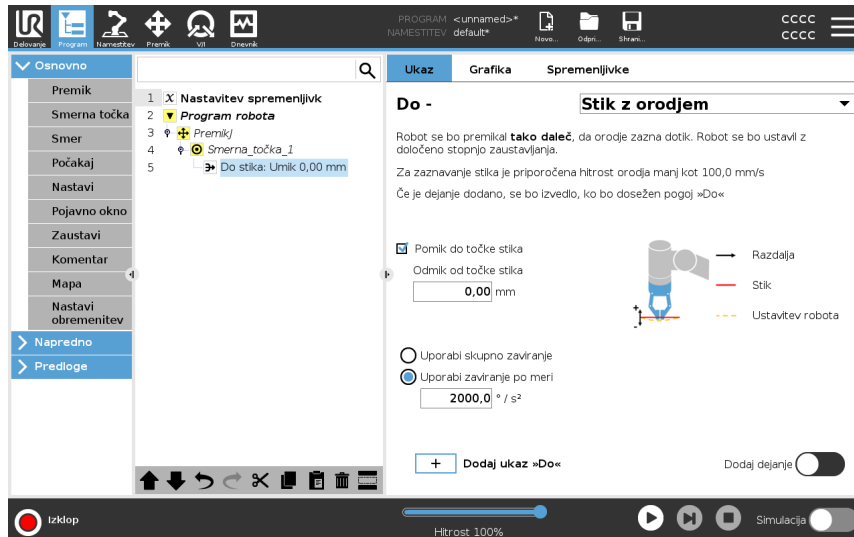 PROGRAM <unnamed>*
NAMESTITEV default*
Delovanje
Program
Namestitev
Premik
V/I
Dnevnik
Novo...
Odpri...
Shrani...
cccc
cccc
Osnovno
Premik
Smerna točka
Smer
Počakaj
Nastavi
Pojavno okno
Zaustavi
Komentar
Mapa
Nastavi
obremenitev
Napredno
Predloge
1 X Nastavitev spremenljivk
2 Program robota
3 PremikJ
4 Smerna_točka_1
5 Do stika: Umik 0,00 mm
Ukaz
Grafika
Spremenljivke
Do -
Stik z orodjem
Robot se bo premikal tako daleč, da orodje zazna dotik. Robot se bo ustavil z
določeno stopnjo zaustavljanja.
Za zaznavanje stika je priporočena hitrost orodja manj kot 100,0 mm/s
Če je dejanje dodano, se bo izvedlo, ko bo dosežen pogoj »Do«
Pomik do točke stika
Odmik od točke stika
0,00 mm
Razdalja
Stik
Ustavitev robota
+
-
Uporabi skupno zaviranje
Uporabi zaviranje po meri
2000,0 ° / s²
+ Dodaj ukaz »Do«
Dodaj dejanje
Izklop
Hitrost 100%
Simulacija